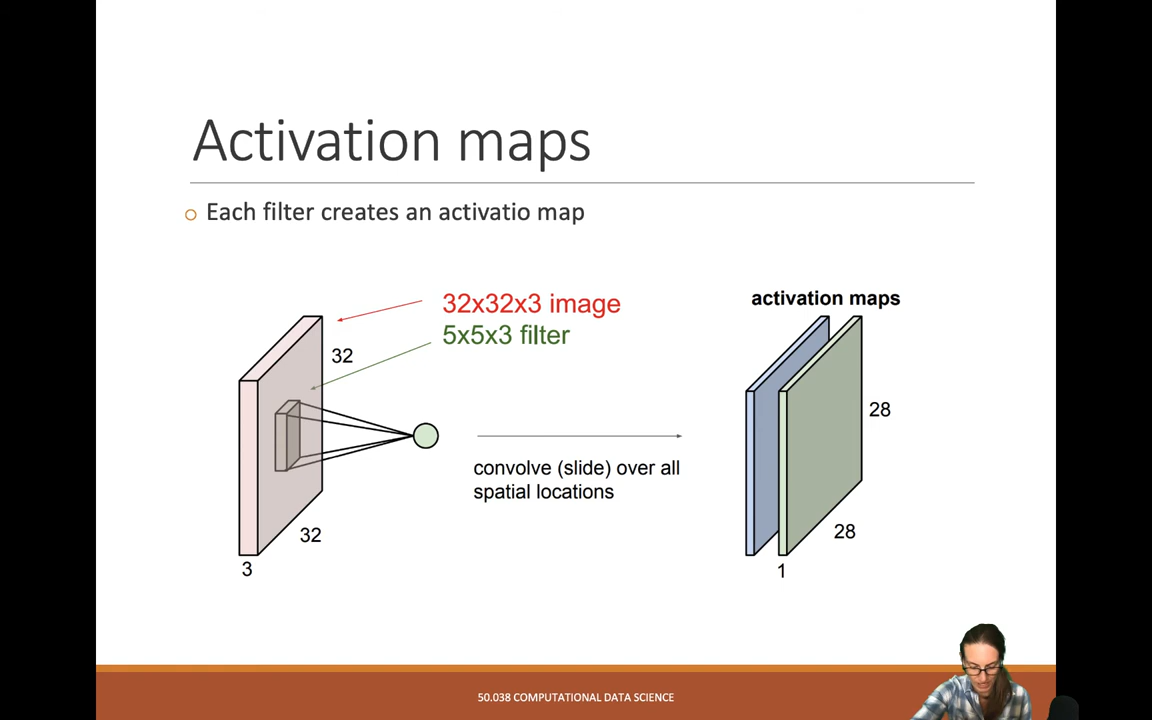 Activation maps
Each filter creates an activatio map
32x32x3 image
5x5x3 filter
activation maps
32
28
convolve (slide) over all
spatial locations
32
28
3
1
50.038 COMPUTATIONAL DATA SCIENCE